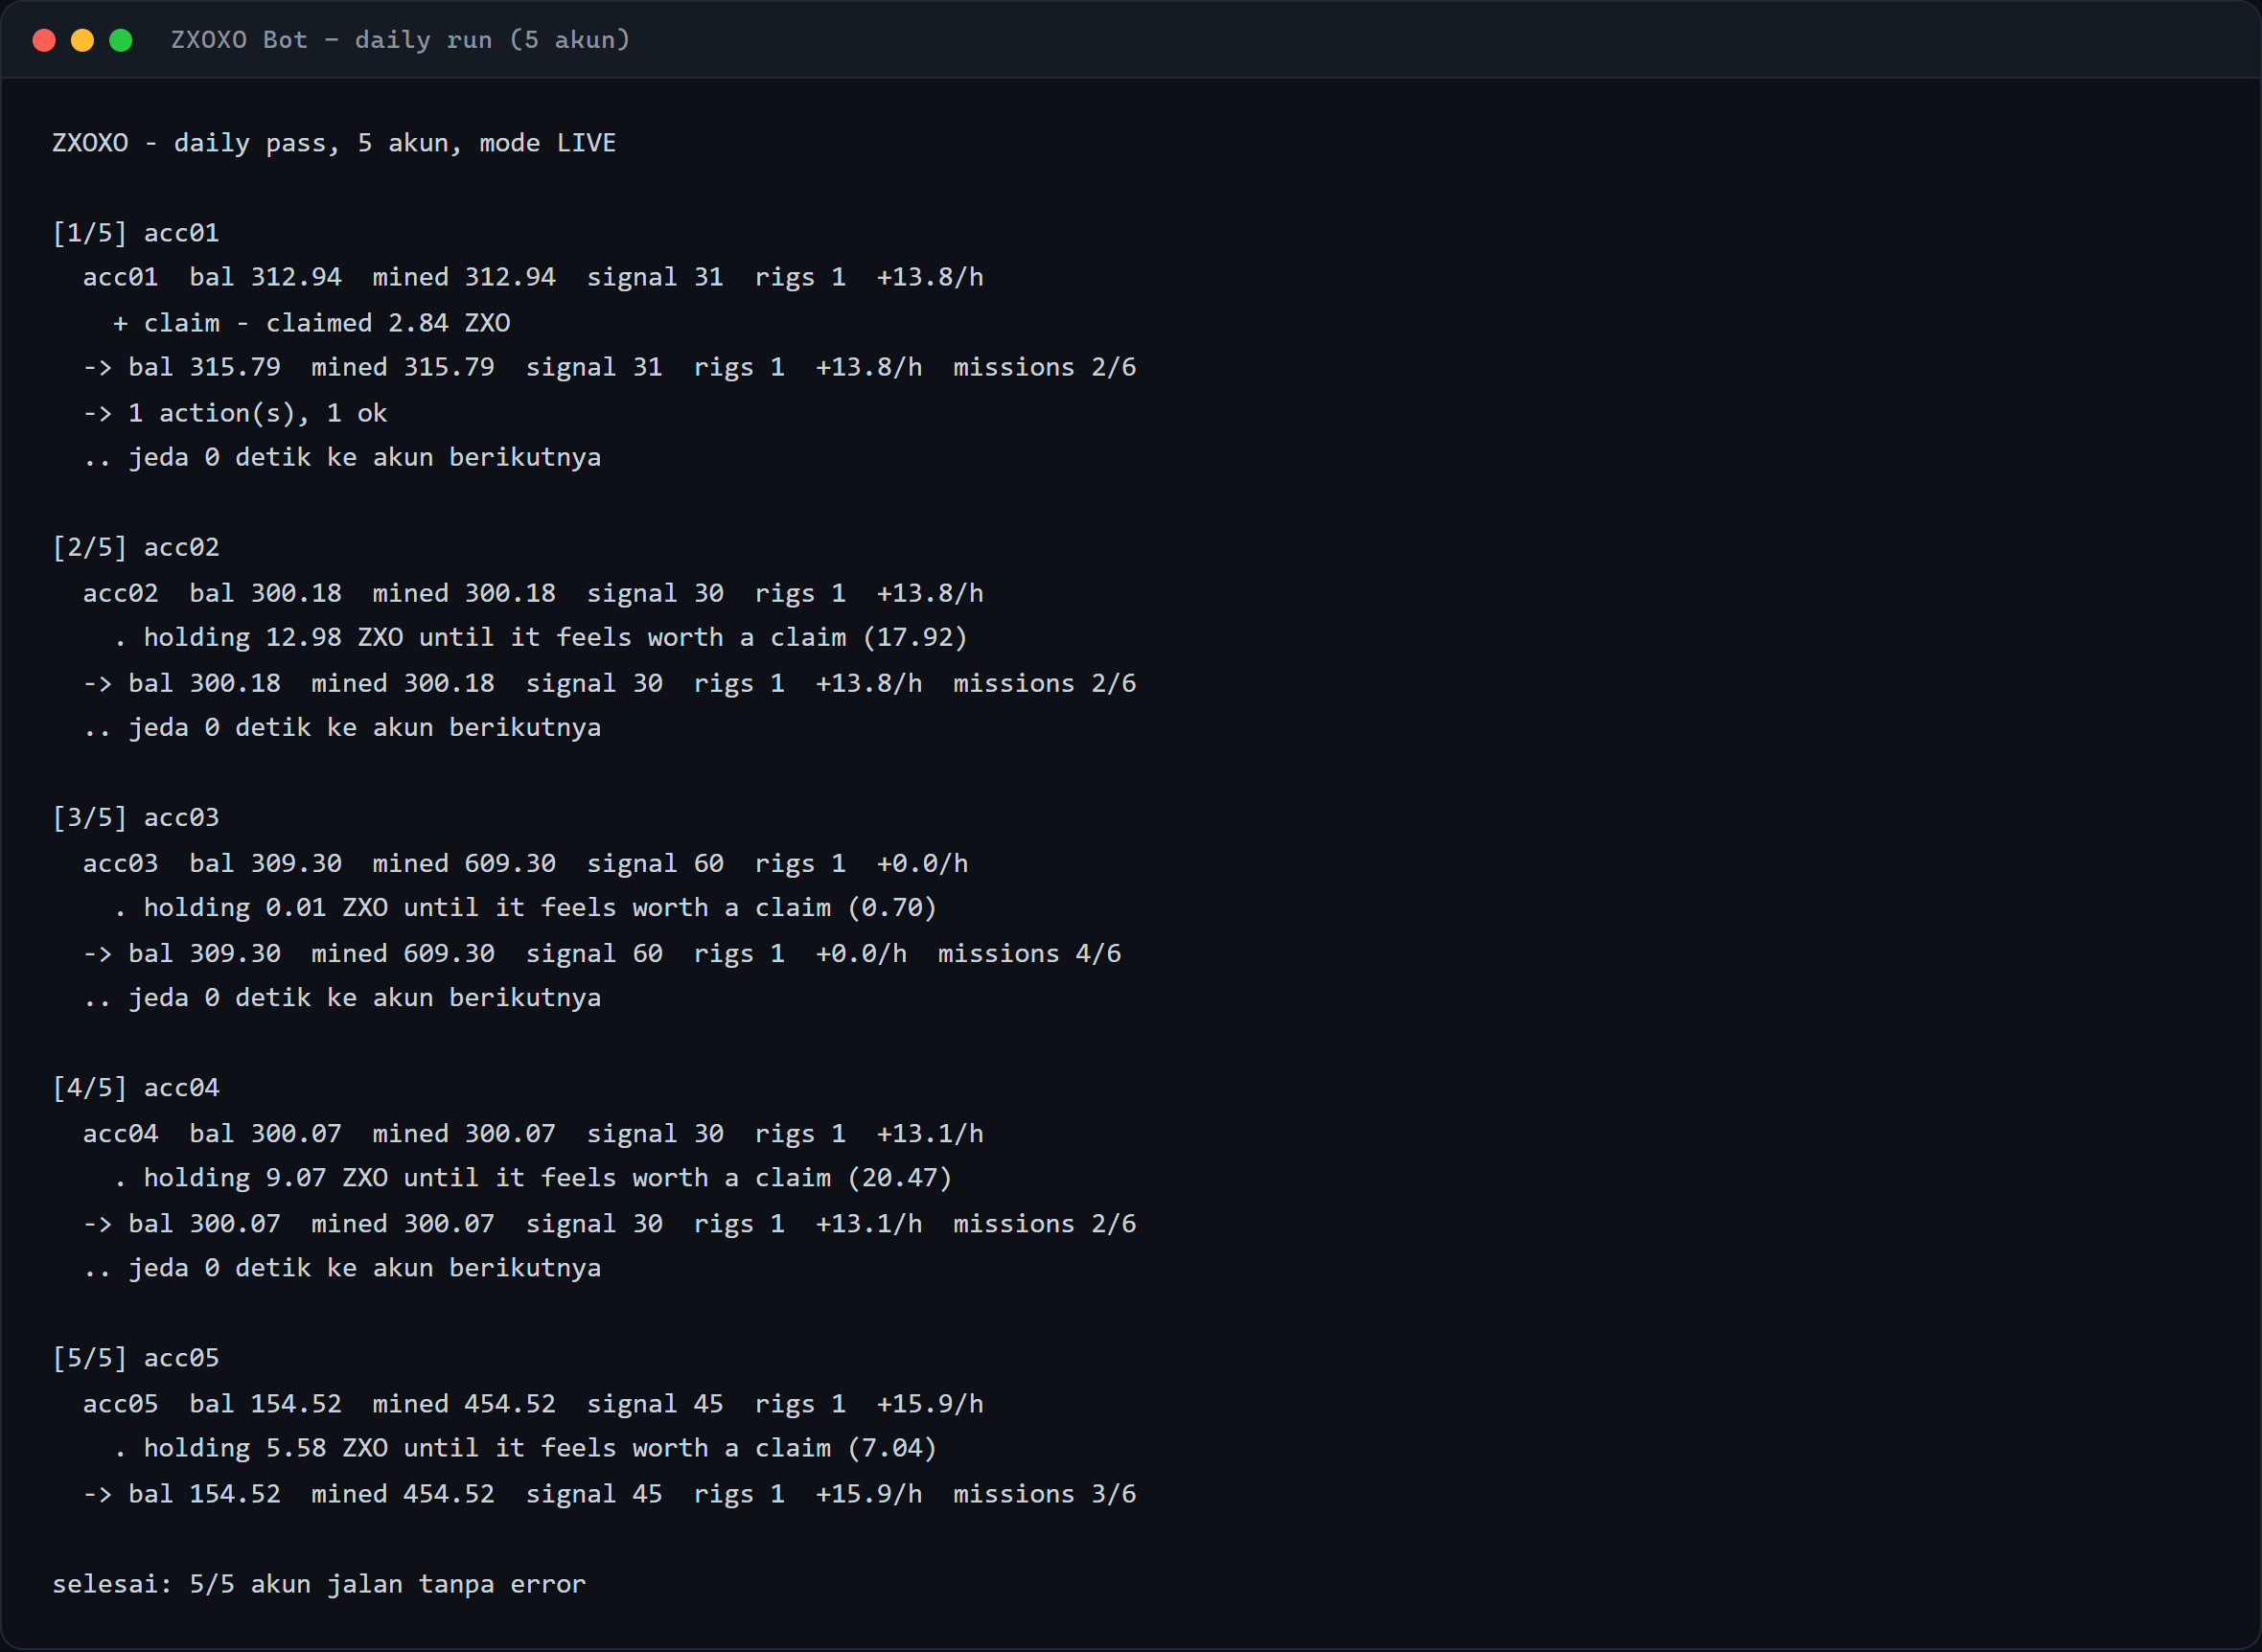 ZXOXO Bot — daily run (5 akun)
ZXOXO - daily pass, 5 akun, mode LIVE
[1/5] acc01
acc01  bal 312.94  mined 312.94  signal 31  rigs 1  +13.8/h
+ claim - claimed 2.84 ZXO
-> bal 315.79  mined 315.79  signal 31  rigs 1  +13.8/h  missions 2/6
-> 1 action(s), 1 ok
.. jeda 0 detik ke akun berikutnya
[2/5] acc02
acc02  bal 300.18  mined 300.18  signal 30  rigs 1  +13.8/h
. holding 12.98 ZXO until it feels worth a claim (17.92)
-> bal 300.18  mined 300.18  signal 30  rigs 1  +13.8/h  missions 2/6
.. jeda 0 detik ke akun berikutnya
[3/5] acc03
acc03  bal 309.30  mined 609.30  signal 60  rigs 1  +0.0/h
. holding 0.01 ZXO until it feels worth a claim (0.70)
-> bal 309.30  mined 609.30  signal 60  rigs 1  +0.0/h  missions 4/6
.. jeda 0 detik ke akun berikutnya
[4/5] acc04
acc04  bal 300.07  mined 300.07  signal 30  rigs 1  +13.1/h
. holding 9.07 ZXO until it feels worth a claim (20.47)
-> bal 300.07  mined 300.07  signal 30  rigs 1  +13.1/h  missions 2/6
.. jeda 0 detik ke akun berikutnya
[5/5] acc05
acc05  bal 154.52  mined 454.52  signal 45  rigs 1  +15.9/h
. holding 5.58 ZXO until it feels worth a claim (7.04)
-> bal 154.52  mined 454.52  signal 45  rigs 1  +15.9/h  missions 3/6
selesai: 5/5 akun jalan tanpa error